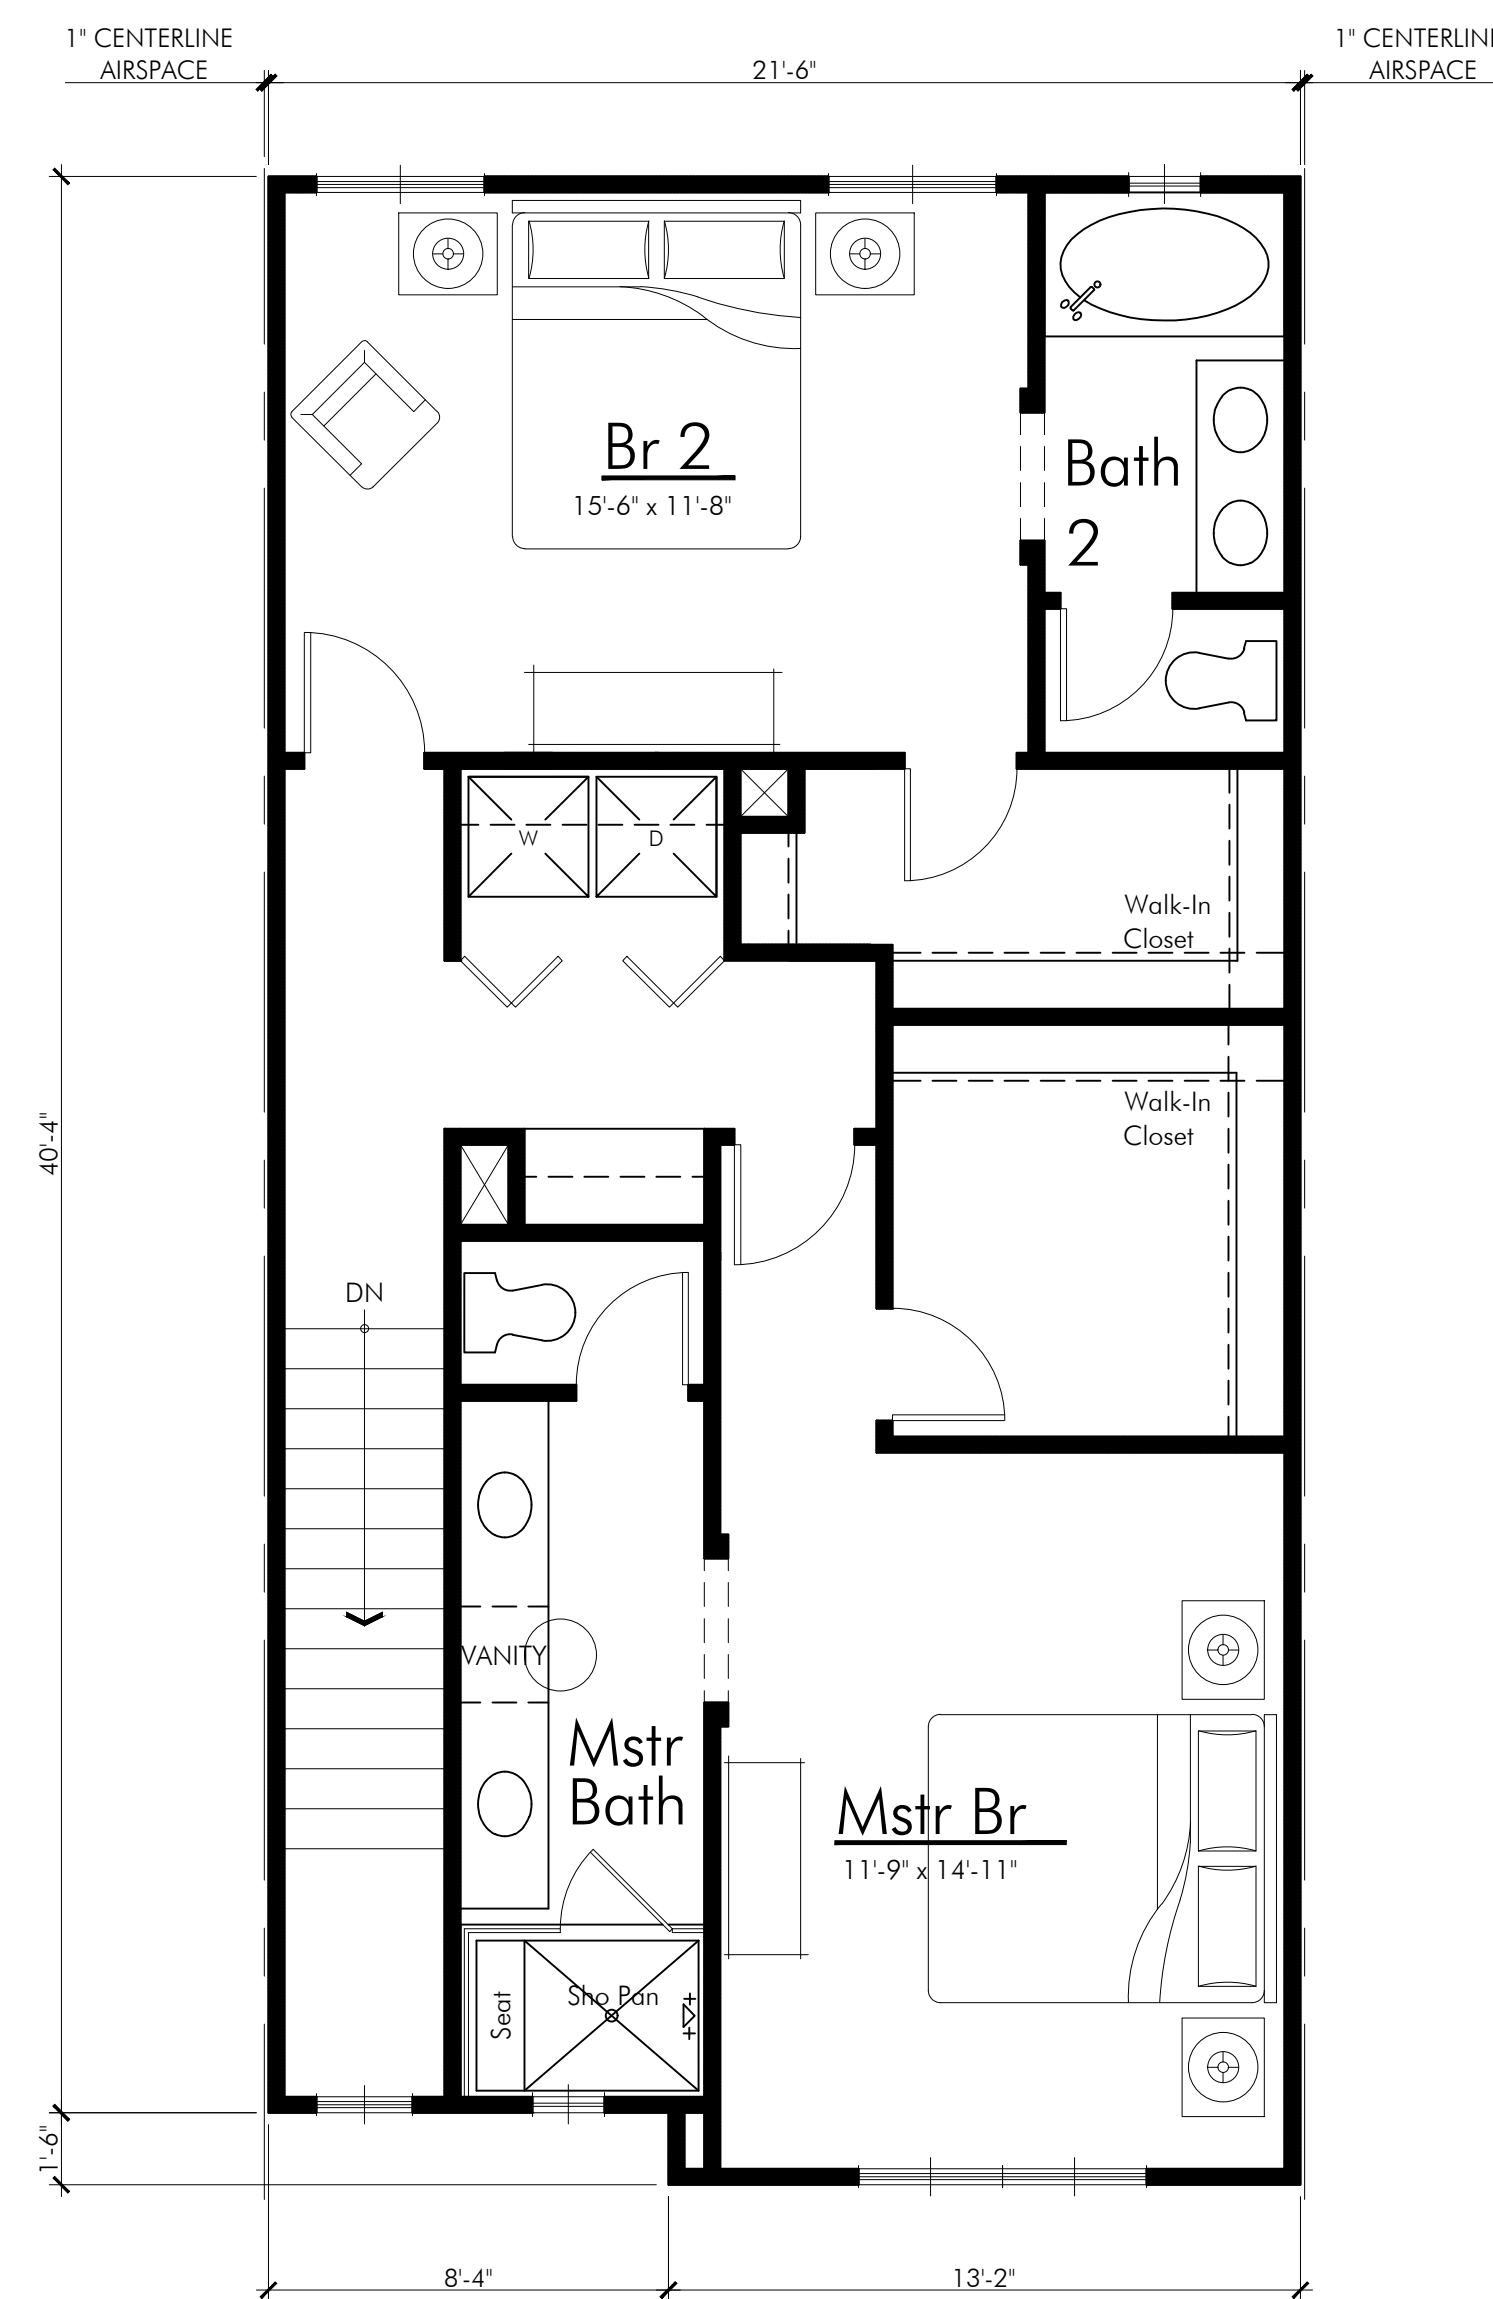 1" CENTERLINE
AIRSPACE
21'-6"
1" CENTERLIN
AIRSPACE
Br 2
15'-6" x 11'-8"
Bath
2
W
D
Walk-In
Closet
40'-4"
Walk-In
Closet
DN
VANITY
Mstr
Bath
Mstr Br
11'-9" x 14'-11"
Sho Pan
Seat
1'-6"
8'-4"
13'-2"